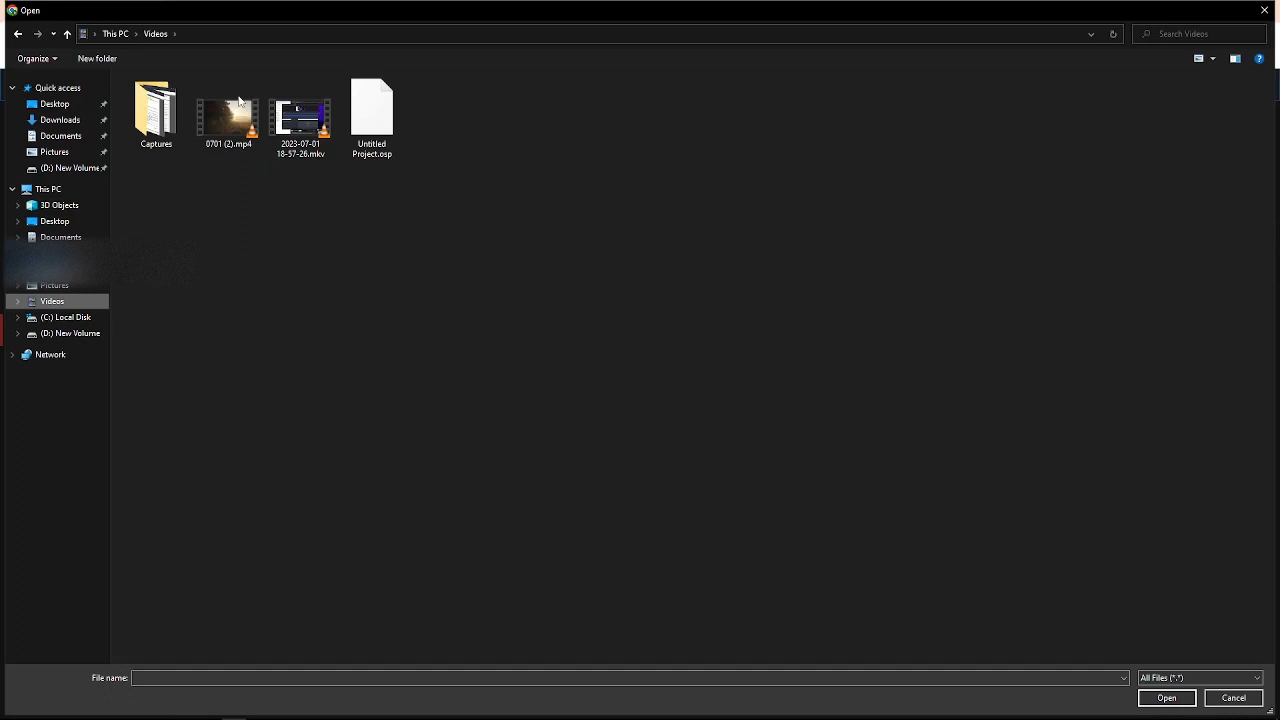 Open
This PC
Videos
Search Videos
Organize
New folder
Quick access
Desktop
Downloads
Documents
Pictures
(D:) New Volume
This PC
3D Objects
Desktop
Documents
Pictures
Videos
(C:) Local Disk
(D:) New Volume
Network
Captures
0701 (2).mp4
2023-07-01
18-57-26.mkv
Untitled
Project.osp
File name:
All Files (*.*)
Open
Cancel